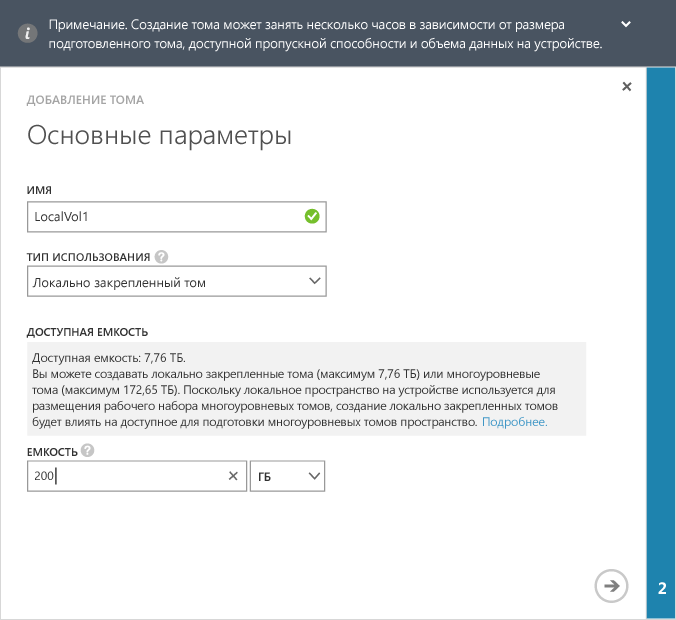 Примечание. Создание тома может занять несколько часов в зависимости от размера
подготовленного тома, доступной пропускной способности и объема данных на устройстве.
ДОБАВЛЕНИЕ ТОМА
Основные параметры
ИМЯ
LocalVol1
ТИП ИСПОЛЬЗОВАНИЯ ?
Локально закрепленный том
ДОСТУПНАЯ ЕМКОСТЬ
Доступная емкость: 7,76 ТБ.
Вы можете создавать локально закрепленные тома (максимум 7,76 ТБ) или многоуровневые
тома (максимум 172,65 ТБ). Поскольку локальное пространство на устройстве используется для
размещения рабочего набора многоуровневых томов, создание локально закрепленных томов
будет влиять на доступное для подготовки многоуровневых томов пространство. Подробнее.
ЕМКОСТЬ ?
200 ГБ
2